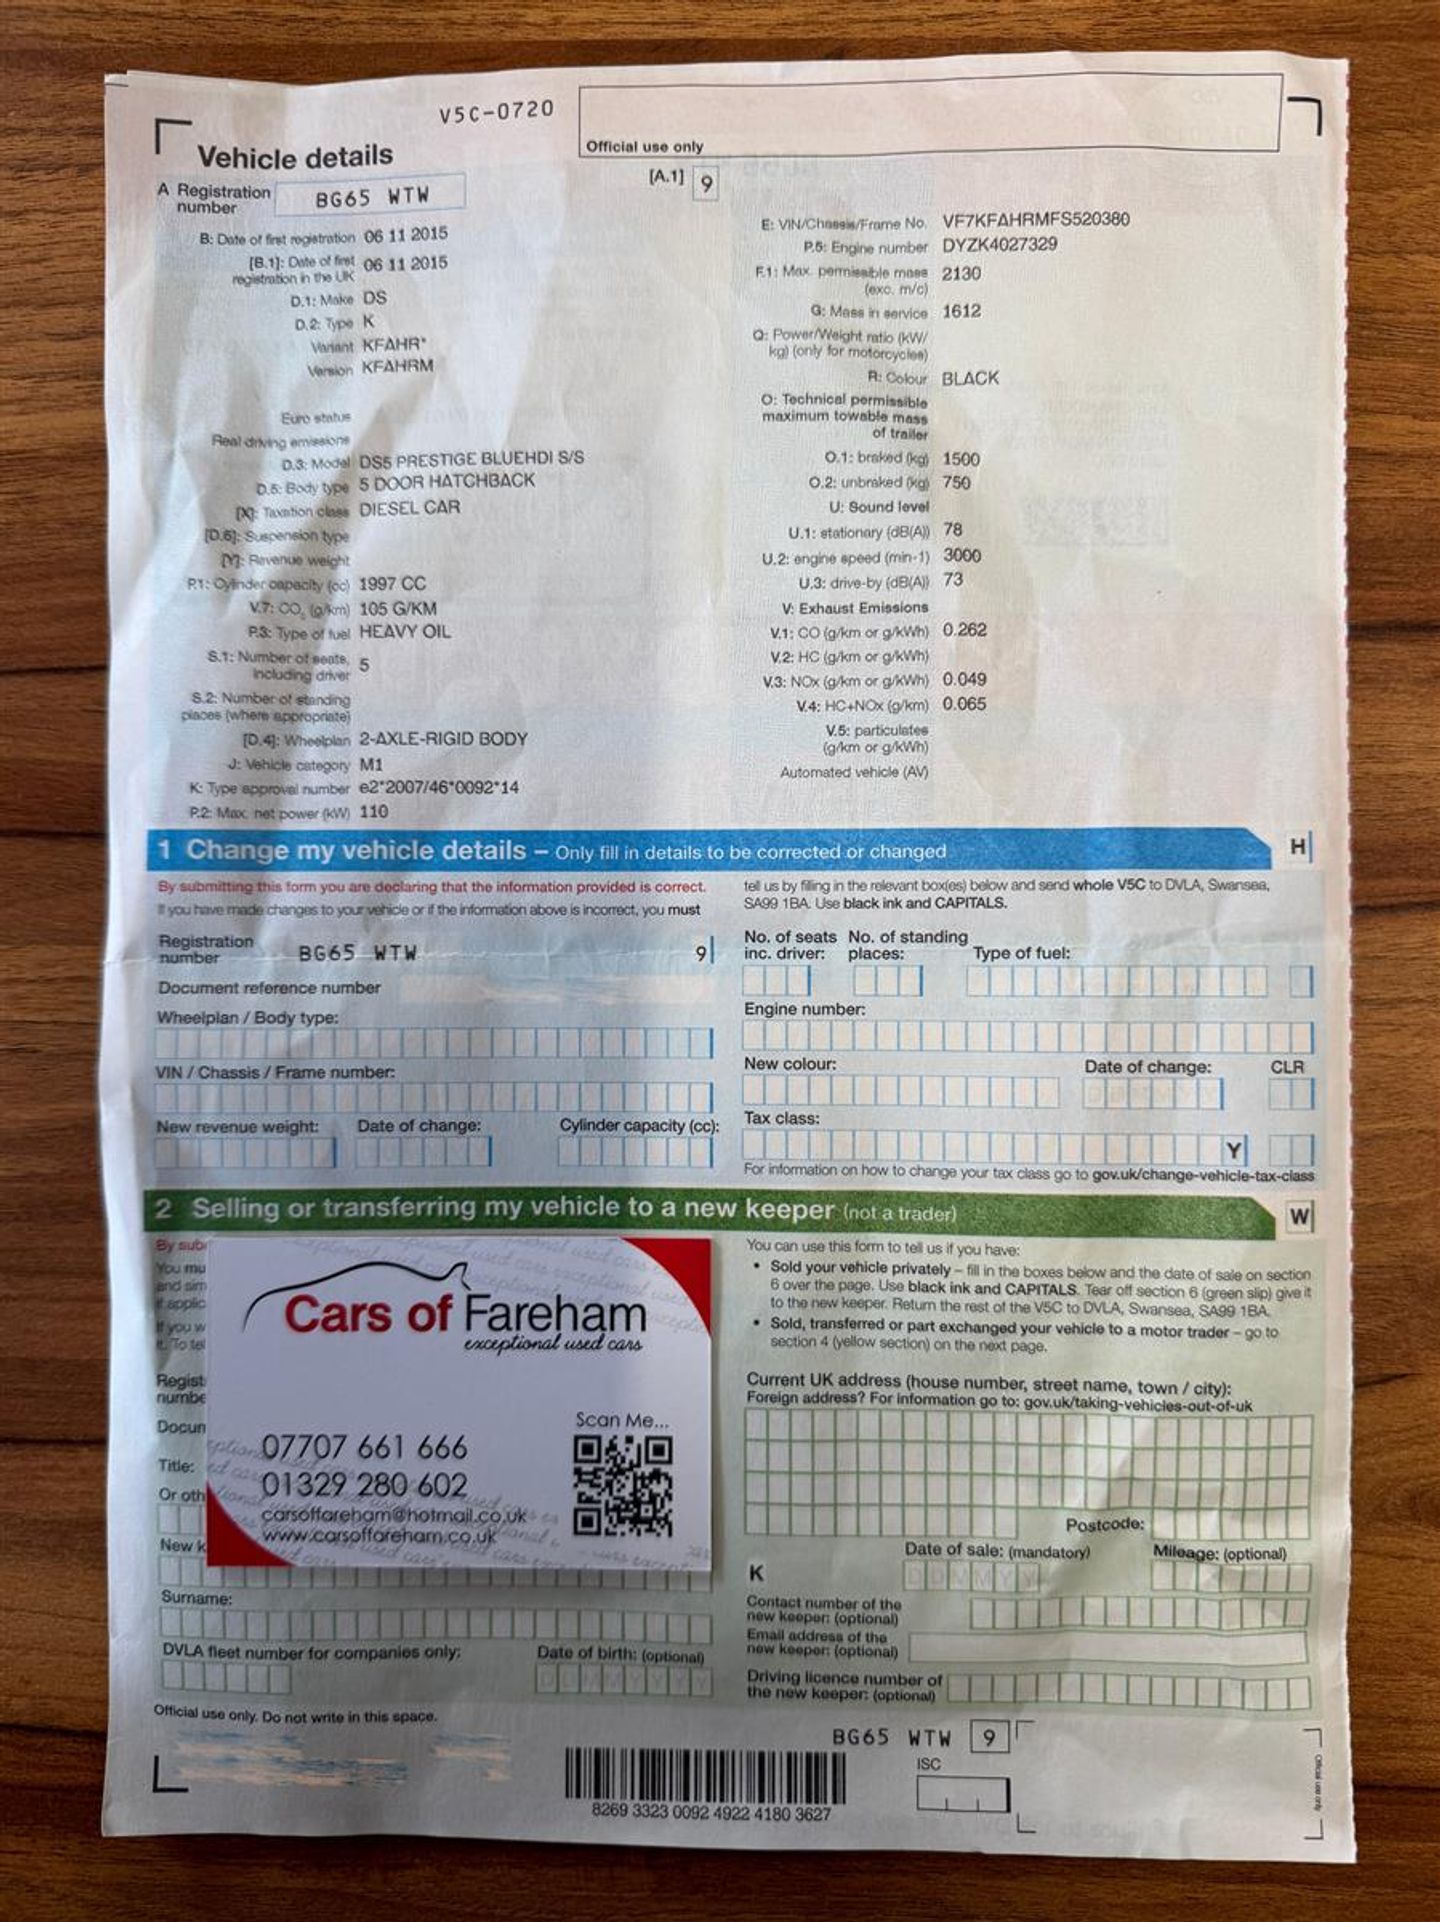 V5C-0720
Official use only
Vehicle details
[A.1] 9
A Registration number BG65 WTW
B: Date of first registration 06 11 2015
[B.1]: Date of first registration in the UK 06 11 2015
D.1: Make DS
D.2: Type K
Variant KFAHR*
Version KFAHRM
Euro status
Real driving emissions
D.3: Model DS5 PRESTIGE BLUEHDI S/S
D.5: Body type 5 DOOR HATCHBACK
[X]: Taxation class DIESEL CAR
[D.6]: Suspension type
[Y]: Revenue weight
P.1: Cylinder capacity (cc) 1997 CC
V.7: CO₂ (g/km) 105 G/KM
P.3: Type of fuel HEAVY OIL
S.1: Number of seats, including driver 5
S.2: Number of standing places (where appropriate)
[D.4]: Wheelplan 2-AXLE-RIGID BODY
J: Vehicle category M1
K: Type approval number e2*2007/46*0092*14
P.2: Max. net power (kW) 110
E: VIN/Chassis/Frame No. VF7KFAHRMFS520380
P.5: Engine number DYZK4027329
F.1: Max. permissible mass (exc. m/c) 2130
G: Mass in service 1612
Q: Power/Weight ratio (kW/kg) (only for motorcycles)
R: Colour BLACK
O: Technical permissible maximum towable mass of trailer
O.1: braked (kg) 1500
O.2: unbraked (kg) 750
U: Sound level
U.1: stationary (dB(A)) 78
U.2: engine speed (min-1) 3000
U.3: drive-by (dB(A)) 73
V: Exhaust Emissions
V.1: CO (g/km or g/kWh) 0.262
V.2: HC (g/km or g/kWh)
V.3: NOx (g/km or g/kWh) 0.049
V.4: HC+NOx (g/km) 0.065
V.5: particulates (g/km or g/kWh)
Automated vehicle (AV)
1 Change my vehicle details – Only fill in details to be corrected or changed
H
By submitting this form you are declaring that the information provided is correct.
If you have made changes to your vehicle or if the information above is incorrect, you must
tell us by filling in the relevant box(es) below and send whole V5C to DVLA, Swansea,
SA99 1BA. Use black ink and CAPITALS.
Registration number BG65 WTW 9
Document reference number
Wheelplan / Body type:
VIN / Chassis / Frame number:
New revenue weight: Date of change: Cylinder capacity (cc):
No. of seats inc. driver: No. of standing places: Type of fuel:
Engine number:
New colour: Date of change: CLR
Tax class:
Y
For information on how to change your tax class go to gov.uk/change-vehicle-tax-class
2 Selling or transferring my vehicle to a new keeper (not a trader)
W
By sub
You mu
and sim
if applic
If you w
it. To tel
Regist
numbe
Docum
Title:
Or oth
New k
Cars of Fareham
exceptional used cars
Scan Me...
07707 661 666
01329 280 602
carsoffareham@hotmail.co.uk
www.carsoffareham.co.uk
Surname:
DVLA fleet number for companies only: Date of birth: (optional)
You can use this form to tell us if you have:
• Sold your vehicle privately – fill in the boxes below and the date of sale on section
6 over the page. Use black ink and CAPITALS. Tear off section 6 (green slip) give it
to the new keeper. Return the rest of the V5C to DVLA, Swansea, SA99 1BA.
• Sold, transferred or part exchanged your vehicle to a motor trader – go to
section 4 (yellow section) on the next page.
Current UK address (house number, street name, town / city):
Foreign address? For information go to: gov.uk/taking-vehicles-out-of-uk
Postcode:
Date of sale: (mandatory) Mileage: (optional)
K
Contact number of the new keeper: (optional)
Email address of the new keeper: (optional)
Driving licence number of the new keeper: (optional)
Official use only. Do not write in this space.
BG65 WTW 9
ISC
8269 3323 0092 4922 4180 3627
Official use only